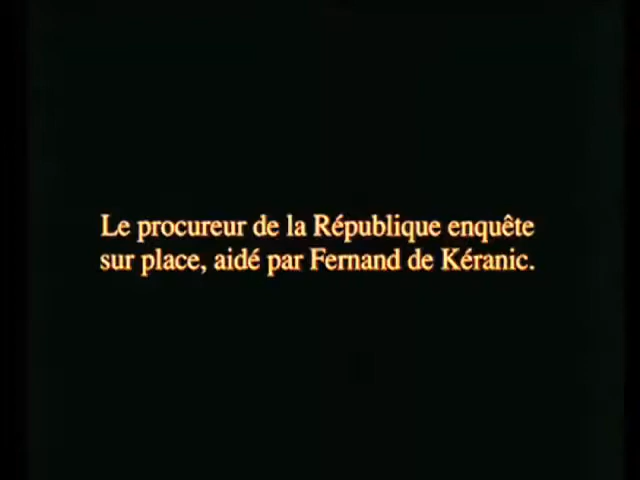 Le procureur de la République enquête
sur place, aidé par Fernand de Kéranic.